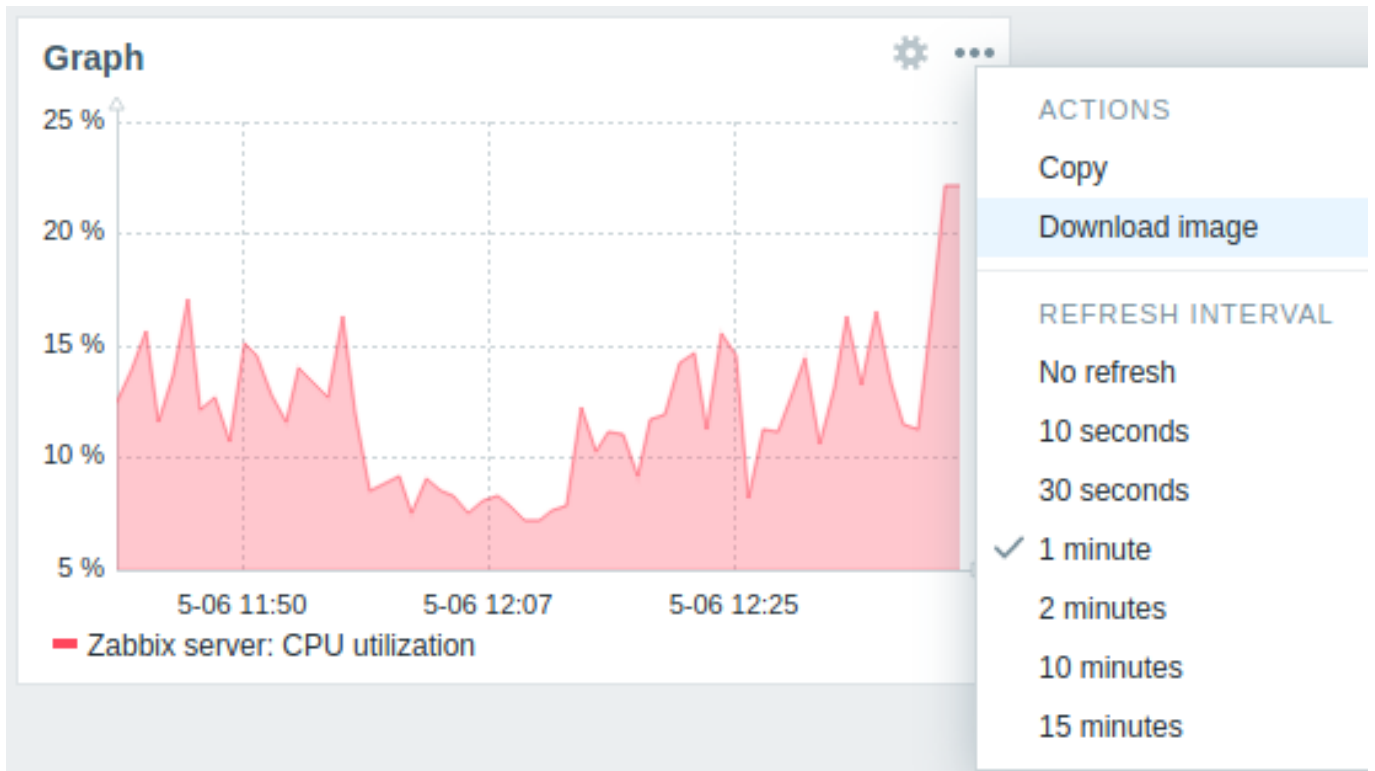 Graph
25 %
20 %
15 %
10 %
5 %
5-06 11:50 5-06 12:07 5-06 12:25
Zabbix server: CPU utilization
ACTIONS
Copy
Download image
REFRESH INTERVAL
No refresh
10 seconds
30 seconds
1 minute
2 minutes
10 minutes
15 minutes